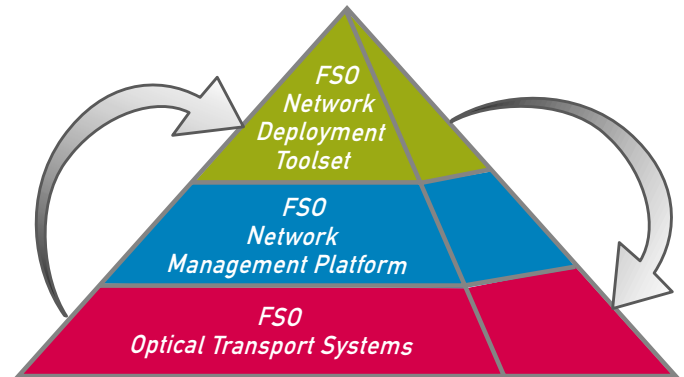 FSO
Network
Deployment
Toolset
FSO
Network
Management Platform
FSO
Optical Transport Systems